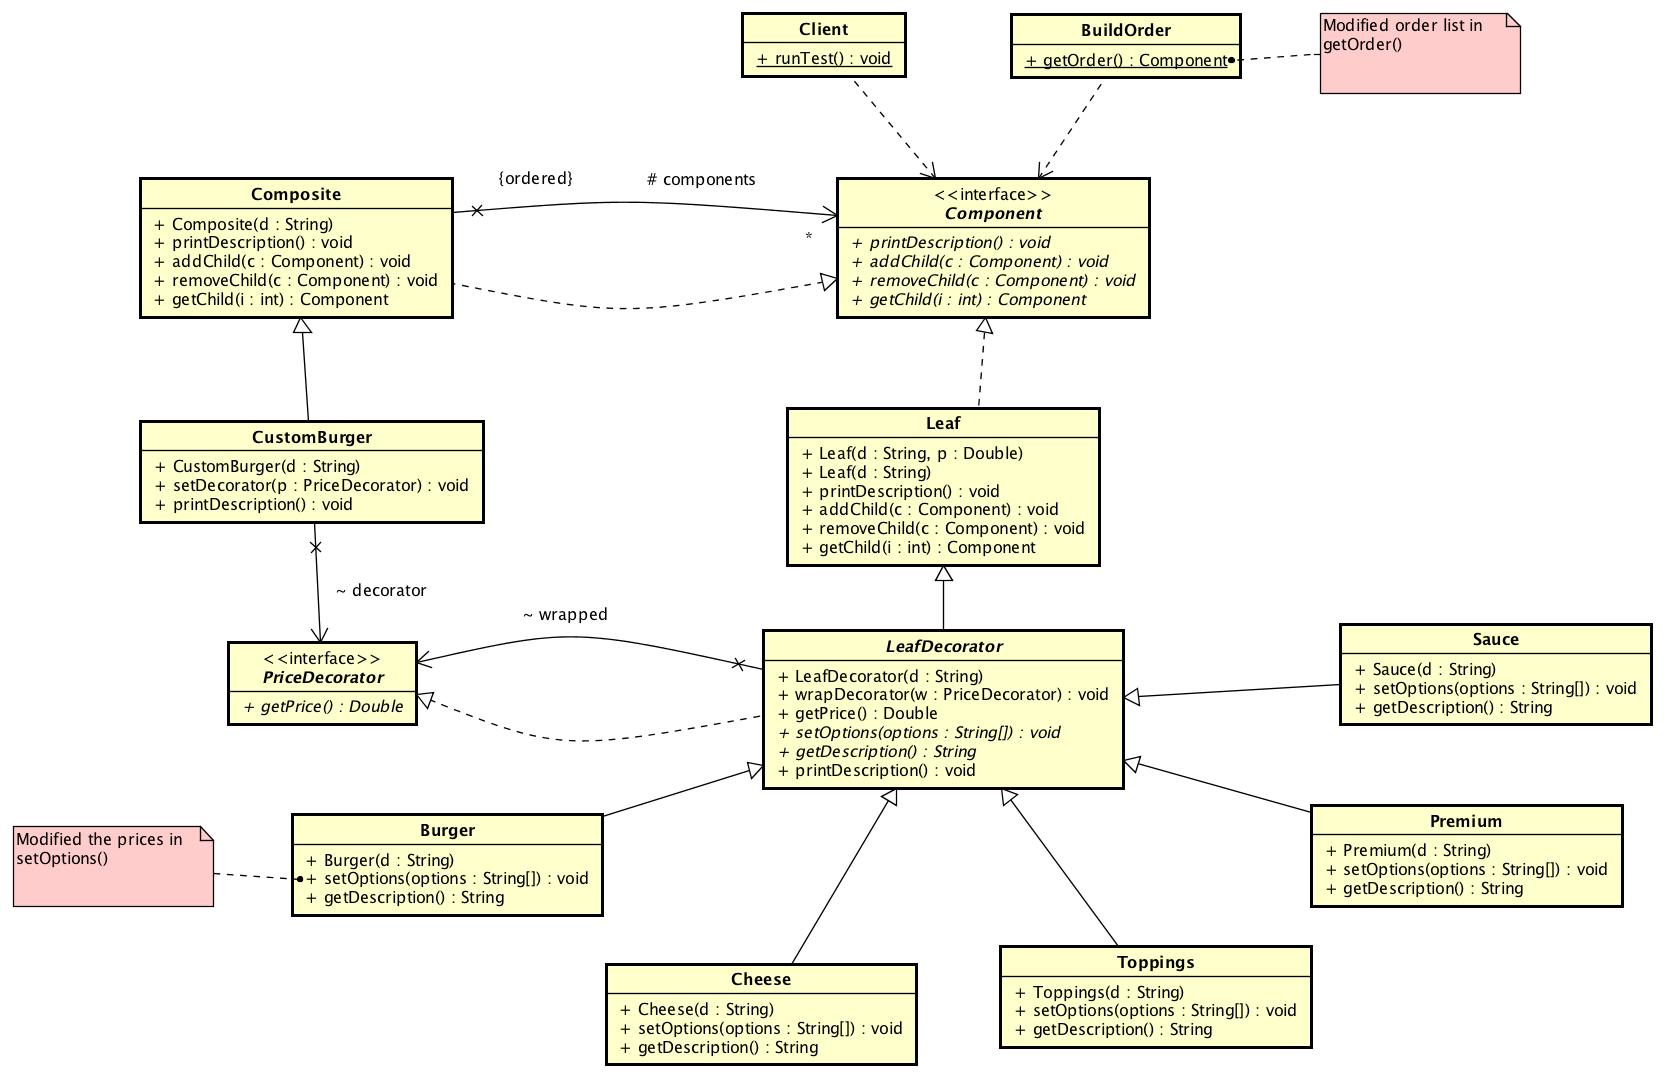 Client
+ runTest() : void
BuildOrder
+ getOrder() : Component
Modified order list in
getOrder()
Composite
+ Composite(d : String)
+ printDescription() : void
+ addChild(c : Component) : void
+ removeChild(c : Component) : void
+ getChild(i : int) : Component
{ordered}
# components
*
<<interface>>
Component
+ printDescription() : void
+ addChild(c : Component) : void
+ removeChild(c : Component) : void
+ getChild(i : int) : Component
CustomBurger
+ CustomBurger(d : String)
+ setDecorator(p : PriceDecorator) : void
+ printDescription() : void
Leaf
+ Leaf(d : String, p : Double)
+ Leaf(d : String)
+ printDescription() : void
+ addChild(c : Component) : void
+ removeChild(c : Component) : void
+ getChild(i : int) : Component
~ decorator
~ wrapped
<<interface>>
PriceDecorator
+ getPrice() : Double
LeafDecorator
+ LeafDecorator(d : String)
+ wrapDecorator(w : PriceDecorator) : void
+ getPrice() : Double
+ setOptions(options : String[]) : void
+ getDescription() : String
+ printDescription() : void
Sauce
+ Sauce(d : String)
+ setOptions(options : String[]) : void
+ getDescription() : String
Modified the prices in
setOptions()
Burger
+ Burger(d : String)
+ setOptions(options : String[]) : void
+ getDescription() : String
Premium
+ Premium(d : String)
+ setOptions(options : String[]) : void
+ getDescription() : String
Cheese
+ Cheese(d : String)
+ setOptions(options : String[]) : void
+ getDescription() : String
Toppings
+ Toppings(d : String)
+ setOptions(options : String[]) : void
+ getDescription() : String